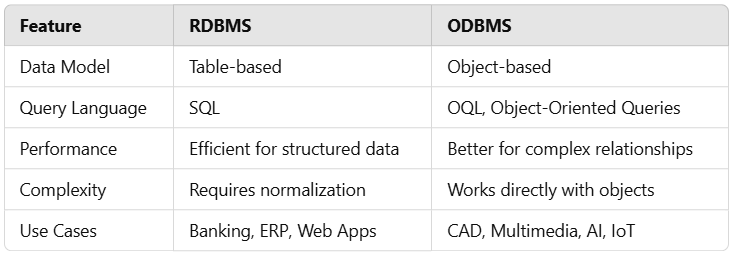 Feature RDBMS ODBMS
Data Model Table-based Object-based
Query Language SQL OQL, Object-Oriented Queries
Performance Efficient for structured data Better for complex relationships
Complexity Requires normalization Works directly with objects
Use Cases Banking, ERP, Web Apps CAD, Multimedia, AI, IoT